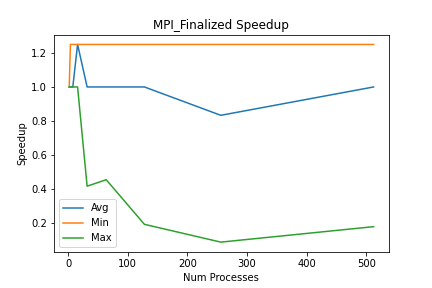 MPI_Finalized Speedup
1.2
1.0
0.8
0.6
0.4
0.2
Speedup
Avg
Min
Max
0 100 200 300 400 500
Num Processes